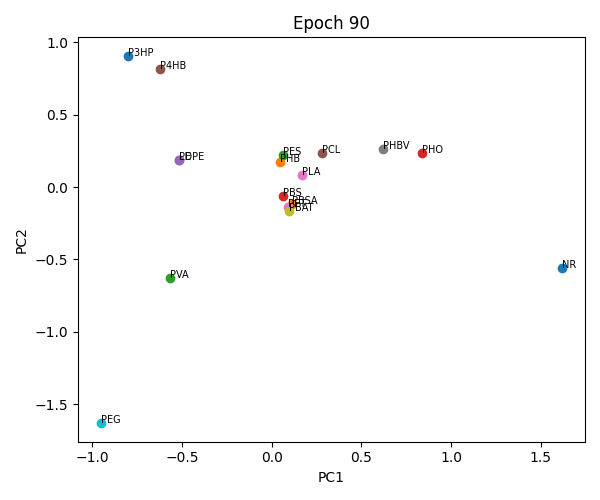 Epoch 90
P3HP
P4HB
LDPE
PES
PHB
PCL
PHBV
PHO
PLA
PBS
PBSA
PBAT
NR
PVA
PEG
1.0
0.5
0.0
−0.5
−1.0
−1.5
PC2
−1.0
−0.5
0.0
0.5
1.0
1.5
PC1